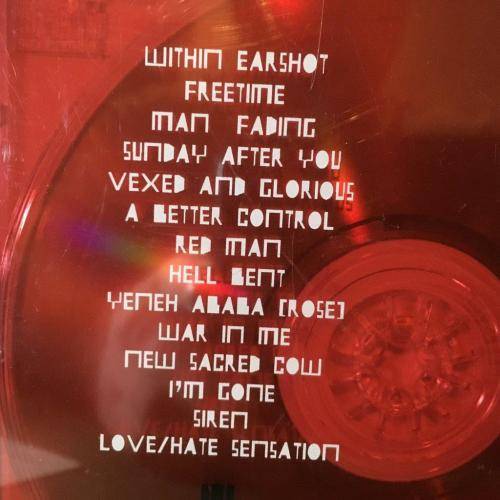 WITHIN EARSHOT
FREETIME
MAN FADING
SUNDAY AFTER YOU
VEXED AND GLORIOUS
A BETTER CONTROL
RED MAN
HELL BENT
YENEH ABABA [ROSE]
WAR IN ME
NEW SACRED COW
I'M GONE
SIREN
LOVE/HATE SENSATION